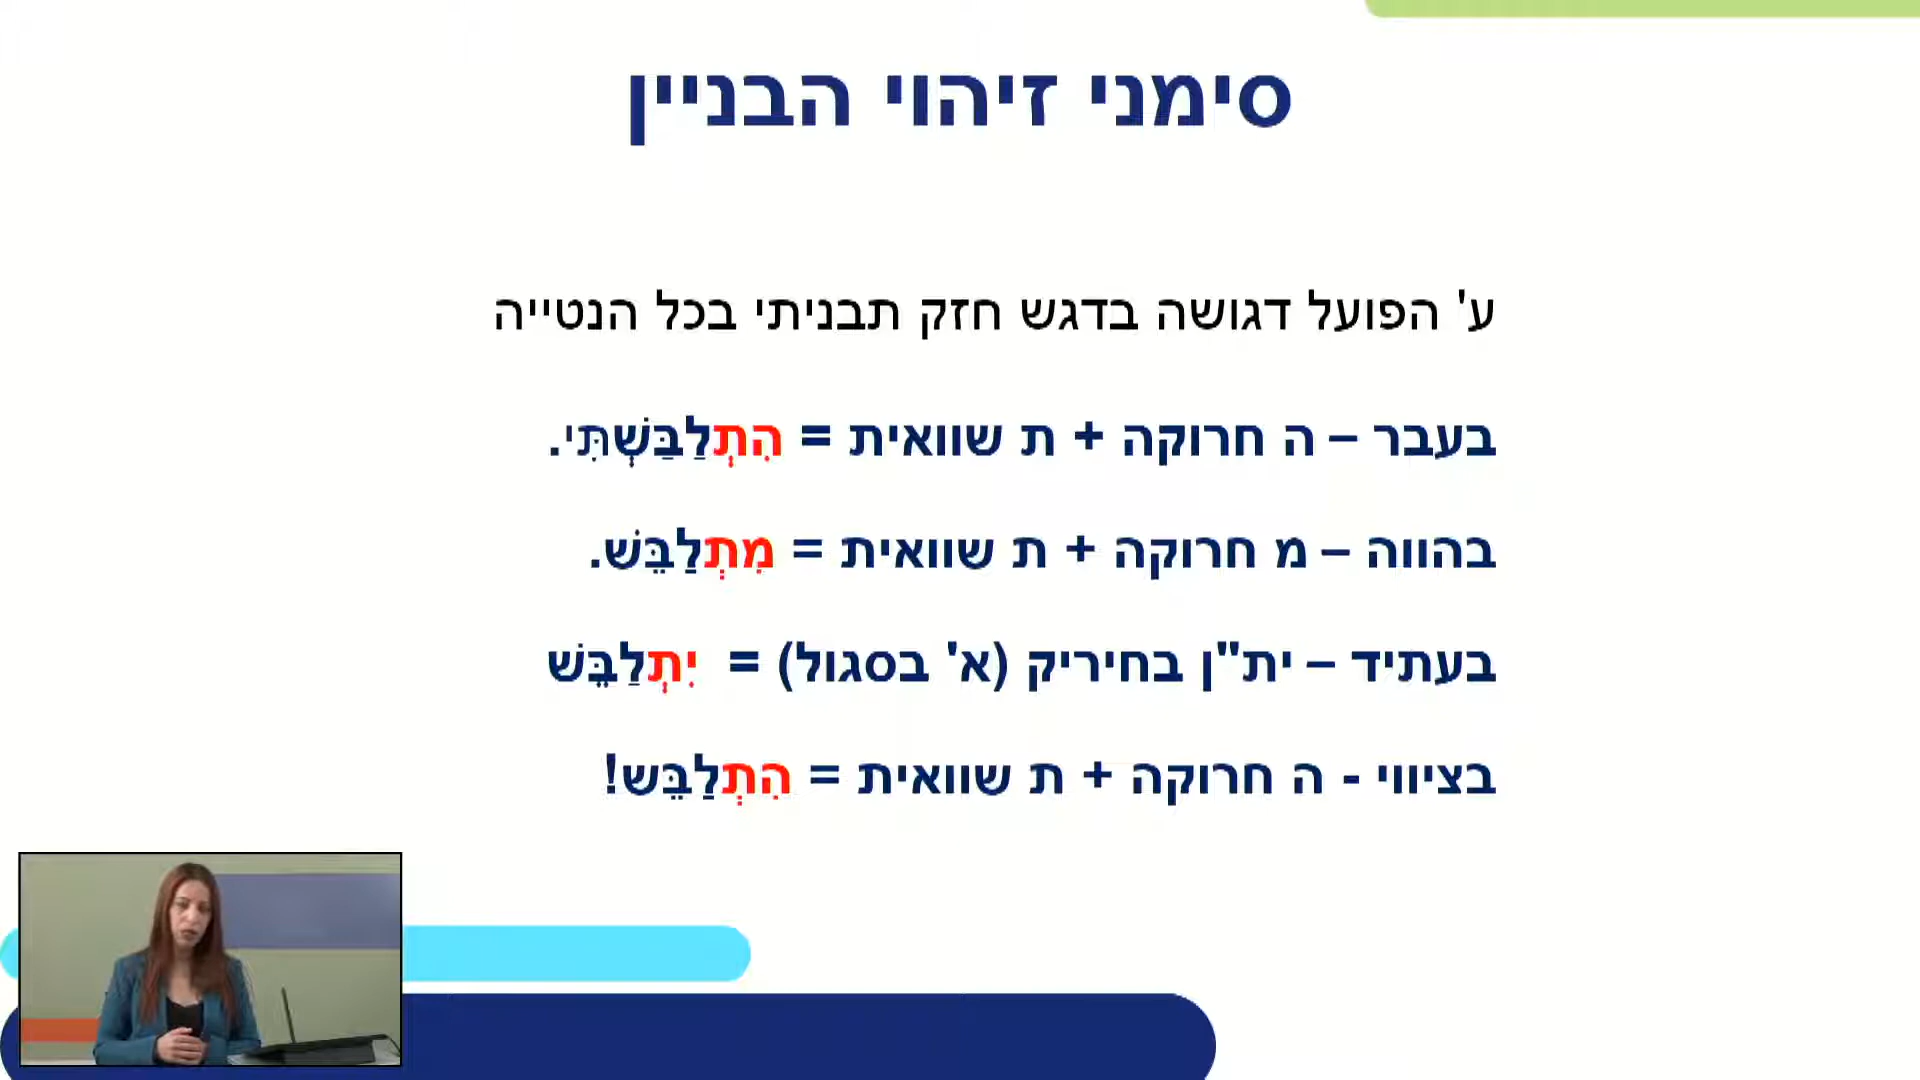 סימני זיהוי הבניין
ע' הפועל דגושה בדגש חזק תבניתי בכל הנטייה
בעבר – ה חרוקה + ת שוואית = הִתְלַבַּשְׁתִּי.
בהווה – מ חרוקה + ת שוואית = מִתְלַבֵּשׁ.
בעתיד – ית"ן בחיריק (א' בסגול) = יִתְלַבֵּשׁ
בציווי - ה חרוקה + ת שוואית = הִתְלַבֵּש!